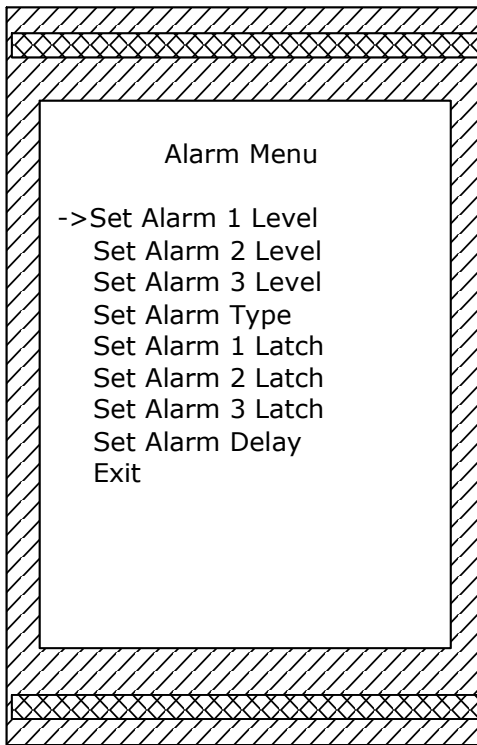 Alarm Menu
->Set Alarm 1 Level
Set Alarm 2 Level
Set Alarm 3 Level
Set Alarm Type
Set Alarm 1 Latch
Set Alarm 2 Latch
Set Alarm 3 Latch
Set Alarm Delay
Exit